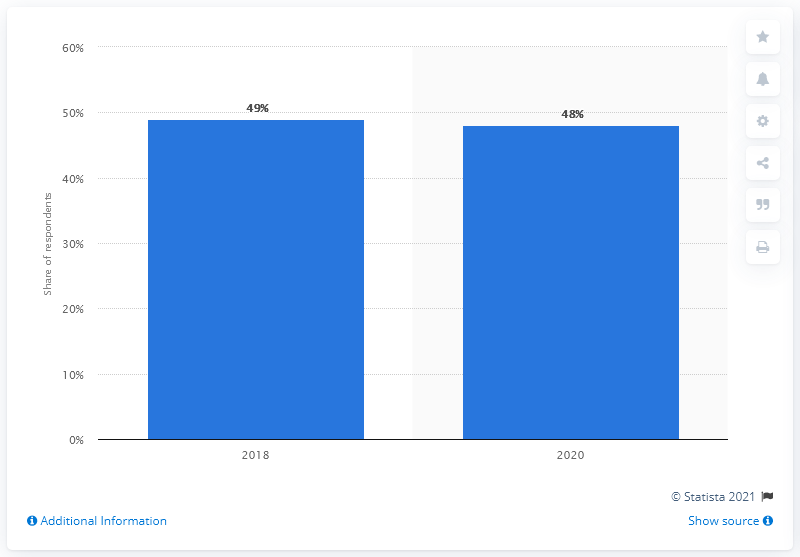 60%
50%
40%
30%
20%
10%
0%
Share of respondents
49%
48%
2018
2020
© Statista 2021
Additional Information
Show source